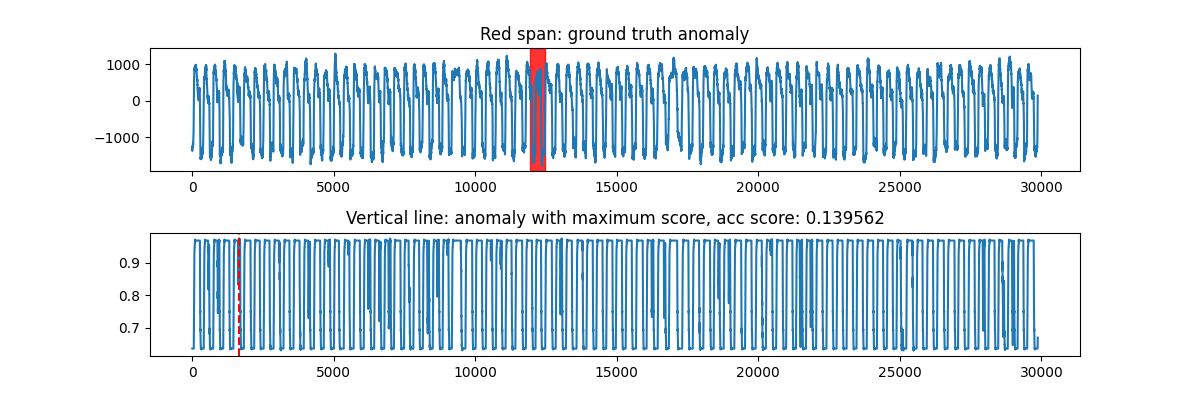 Red span: ground truth anomaly
1000
0
−1000
0 5000 10000 15000 20000 25000 30000
Vertical line: anomaly with maximum score, acc score: 0.139562
0.9
0.8
0.7
0 5000 10000 15000 20000 25000 30000